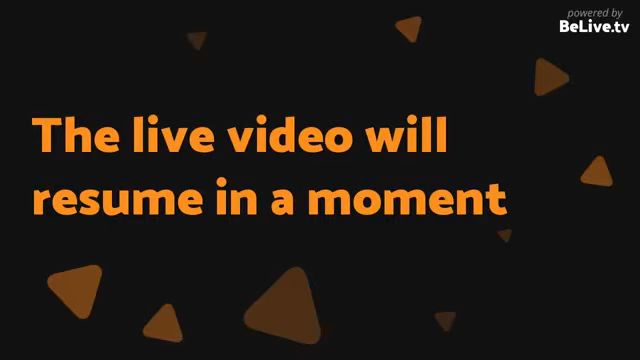 powered by
BeLive.tv
The live video will
resume in a moment